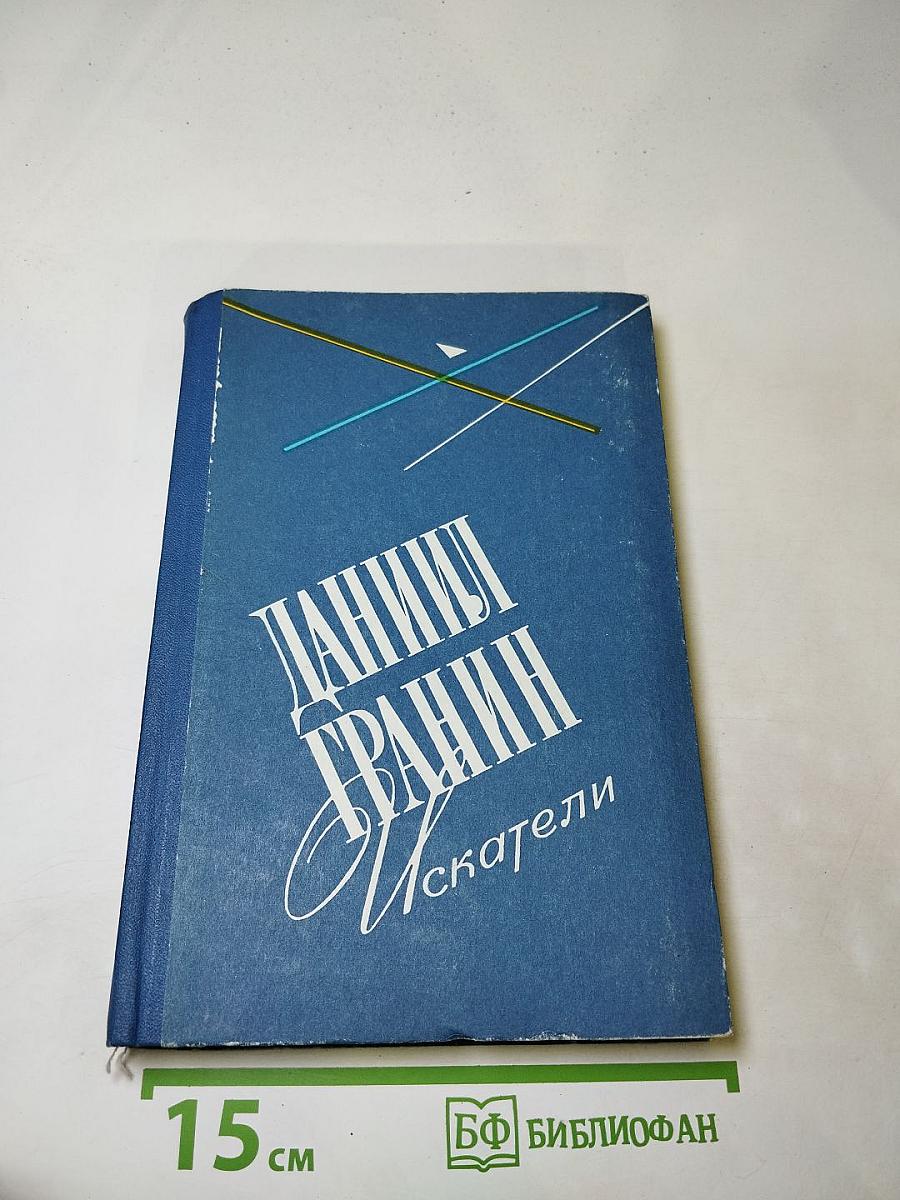 ДАНИИЛ
ГРАНИН
Искатели
15 см
БФ БИБЛИОФАН